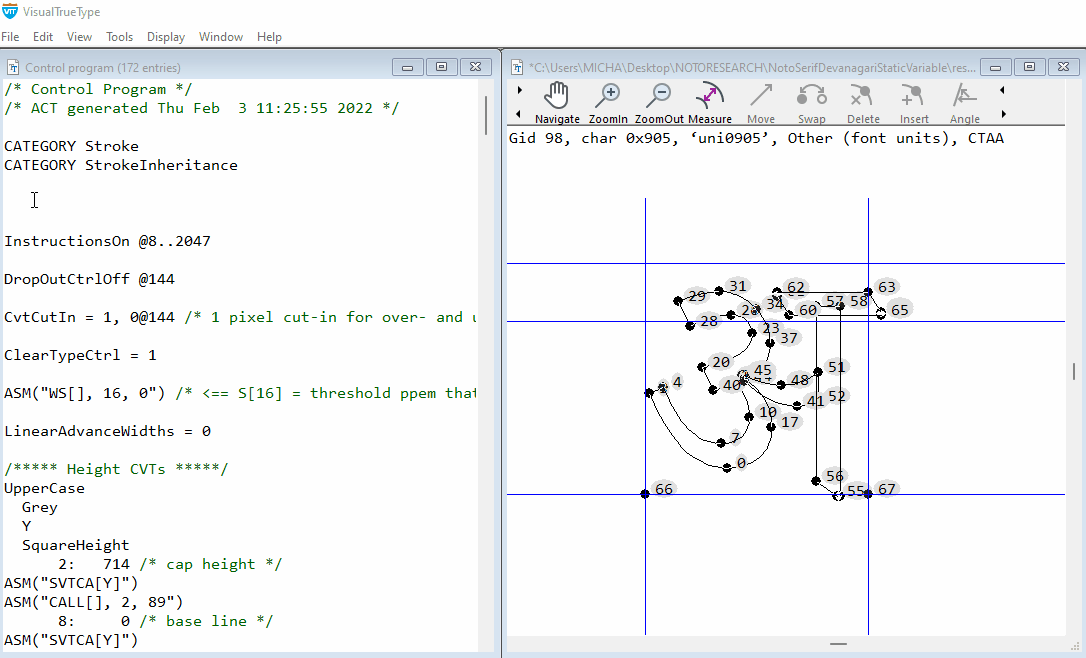 VisualTrueType
File Edit View Tools Display Window Help
Control program (172 entries)
/* Control Program */
/* ACT generated Thu Feb  3 11:25:55 2022 */
CATEGORY Stroke
CATEGORY StrokeInheritance
InstructionsOn @8..2047
DropOutCtrlOff @144
CvtCutIn = 1, 0@144 /* 1 pixel cut-in for over- and u
ClearTypeCtrl = 1
ASM("WS[], 16, 0") /* <== S[16] = threshold ppem that
LinearAdvanceWidths = 0
/***** Height CVTs *****/
UpperCase
Grey
Y
SquareHeight
2: 714 /* cap height */
ASM("SVTCA[Y]")
ASM("CALL[], 2, 89")
8: 0 /* base line */
ASM("SVTCA[Y]")
*C:\Users\MICHA\Desktop\NOTORESEARCH\NotoSerifDevanagariStaticVariable\res...
Navigate ZoomIn ZoomOut Measure Move Swap Delete Insert Angle
Gid 98, char 0x905, ‘uni0905’, Other (font units), CTAA
29 31 62 63
34 57 58
28 60 65
23 37
20 45 51
4 40 48
41 52
10 17
7
0 56
66 55 67